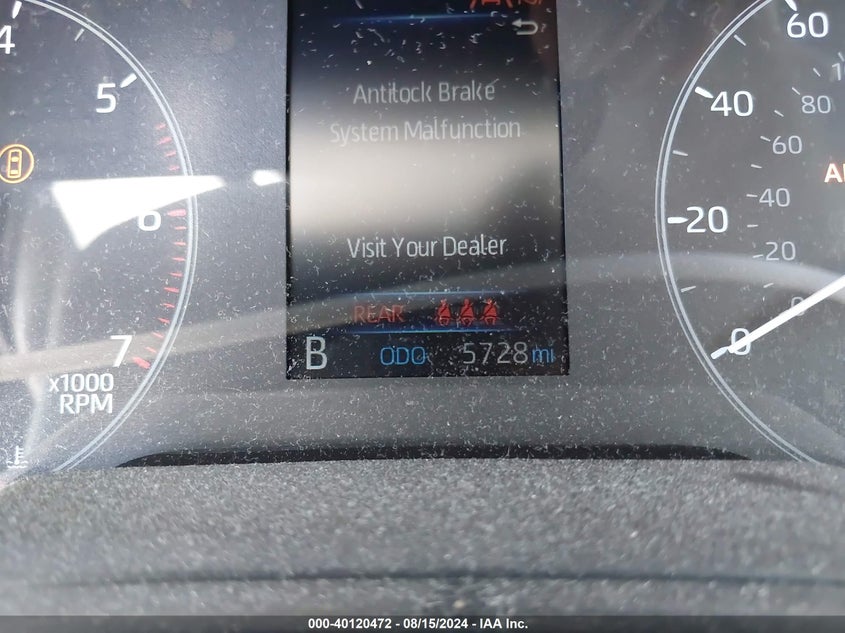 4
5
6
7
x1000
RPM
Antilock Brake
System Malfunction
Visit Your Dealer
REAR
B ODO 5728 mi
60
40
20
0
80
60
40
20
0
000-40120472 - 08/15/2024 - IAA Inc.